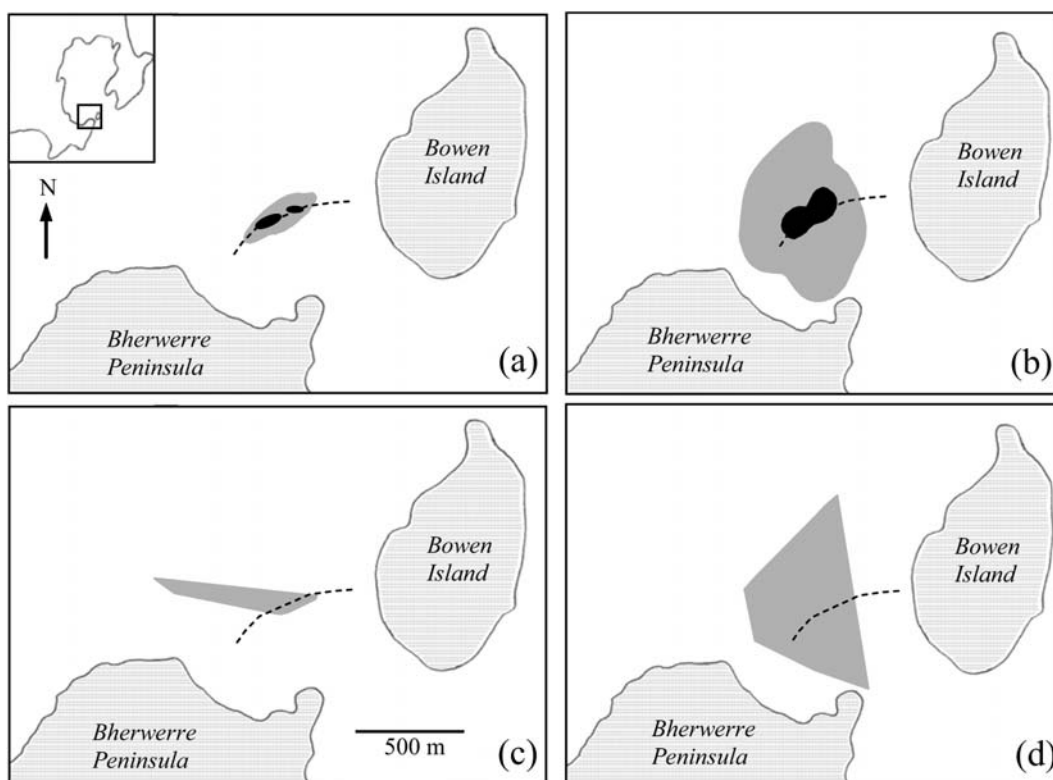 N
Bowen
Island
Bherwerre
Peninsula
(a)
Bowen
Island
Bherwerre
Peninsula
(b)
Bowen
Island
Bherwerre
Peninsula
500 m
(c)
Bowen
Island
Bherwerre
Peninsula
(d)